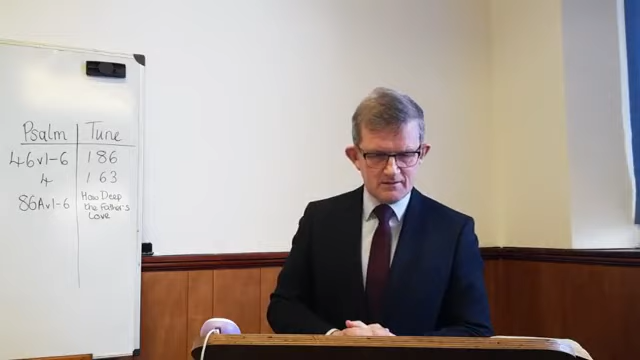 Psalm Tune
46v1-6 186
4 163
86Av1-6 How Deep
the Father's
Love